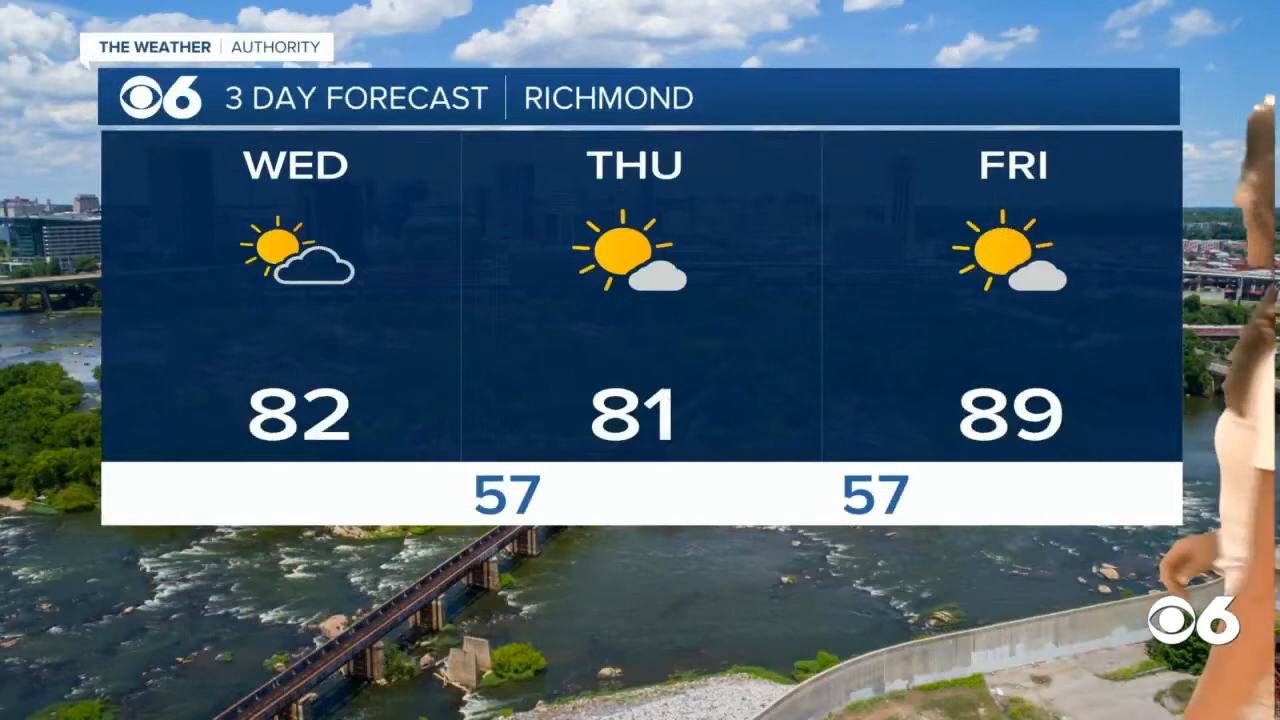 THE WEATHER AUTHORITY
6 3 DAY FORECAST RICHMOND
WED THU FRI
82 81 89
57 57
6